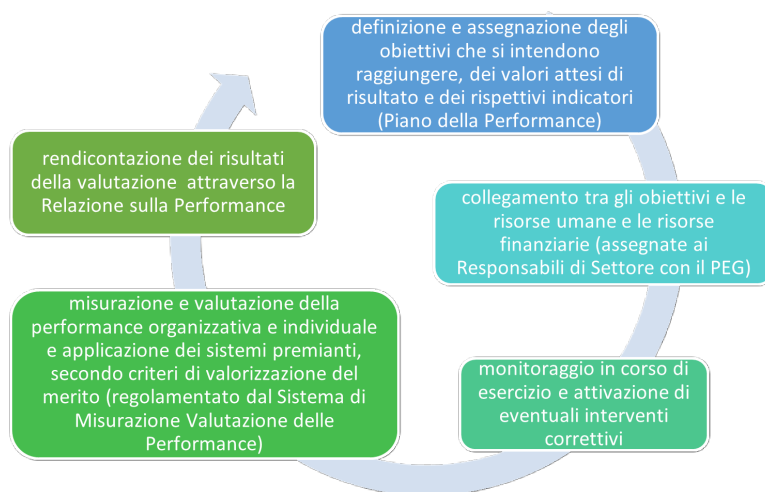 definizione e assegnazione degli
obiettivi che si intendono
raggiungere, dei valori attesi di
risultato e dei rispettivi indicatori
(Piano della Performance)
collegamento tra gli obiettivi e le
risorse umane e le risorse
finanziarie (assegnate ai
Responsabili di Settore con il PEG)
monitoraggio in corso di
esercizio e attivazione di
eventuali interventi
correttivi
misurazione e valutazione della
performance organizzativa e individuale
e applicazione dei sistemi premianti,
secondo criteri di valorizzazione del
merito (regolamentato dal Sistema di
Misurazione Valutazione delle
Performance)
rendicontazione dei risultati
della valutazione attraverso la
Relazione sulla Performance